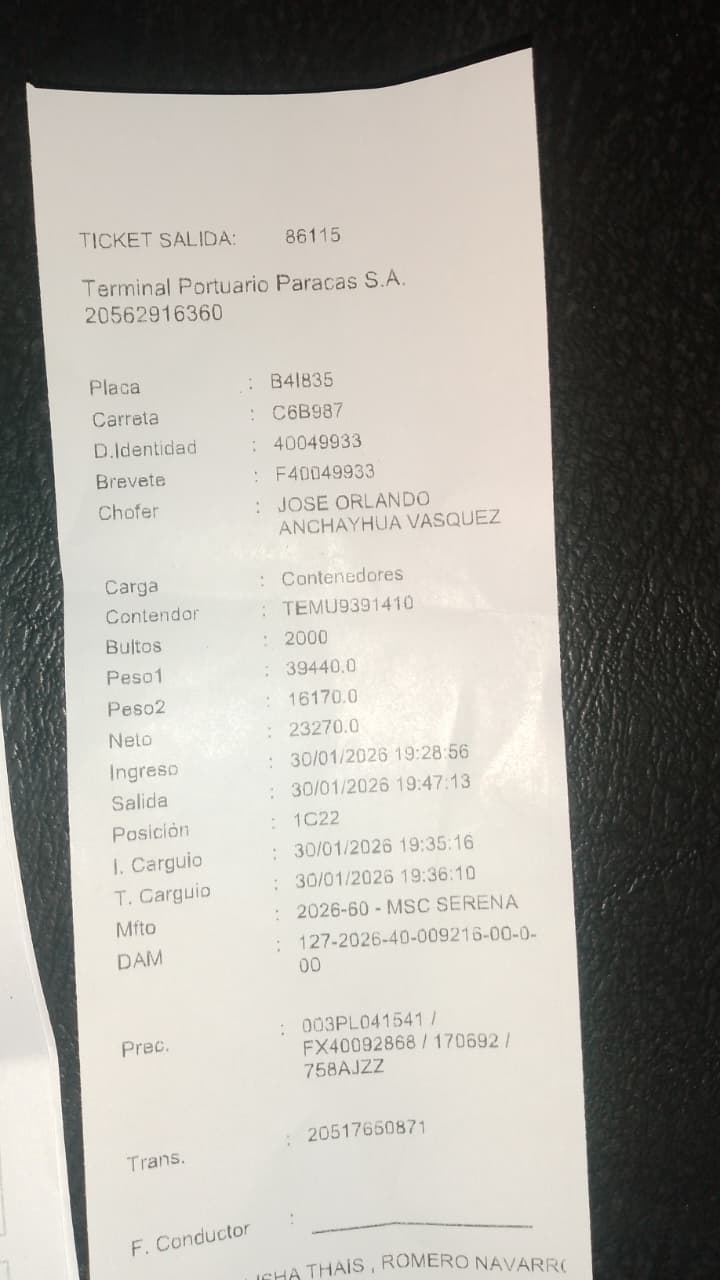 TICKET SALIDA: 86115
Terminal Portuario Paracas S.A.
20562916360
Placa : B4I835
Carreta : C6B987
D.Identidad : 40049933
Brevete : F40049933
Chofer : JOSE ORLANDO
ANCHAYHUA VASQUEZ
Carga : Contenedores
Contendor : TEMU9391410
Bultos : 2000
Peso1 : 39440.0
Peso2 : 16170.0
Neto : 23270.0
Ingreso : 30/01/2026 19:28:56
Salida : 30/01/2026 19:47:13
Posición : 1C22
I. Carguio : 30/01/2026 19:35:16
T. Carguio : 30/01/2026 19:36:10
Mfto : 2026-60 - MSC SERENA
DAM : 127-2026-40-009216-00-0-
00
Prec. : 003PL041541 /
FX40092868 / 170692 /
758AJZZ
Trans. : 20517650871
F. Conductor :
THAIS , ROMERO